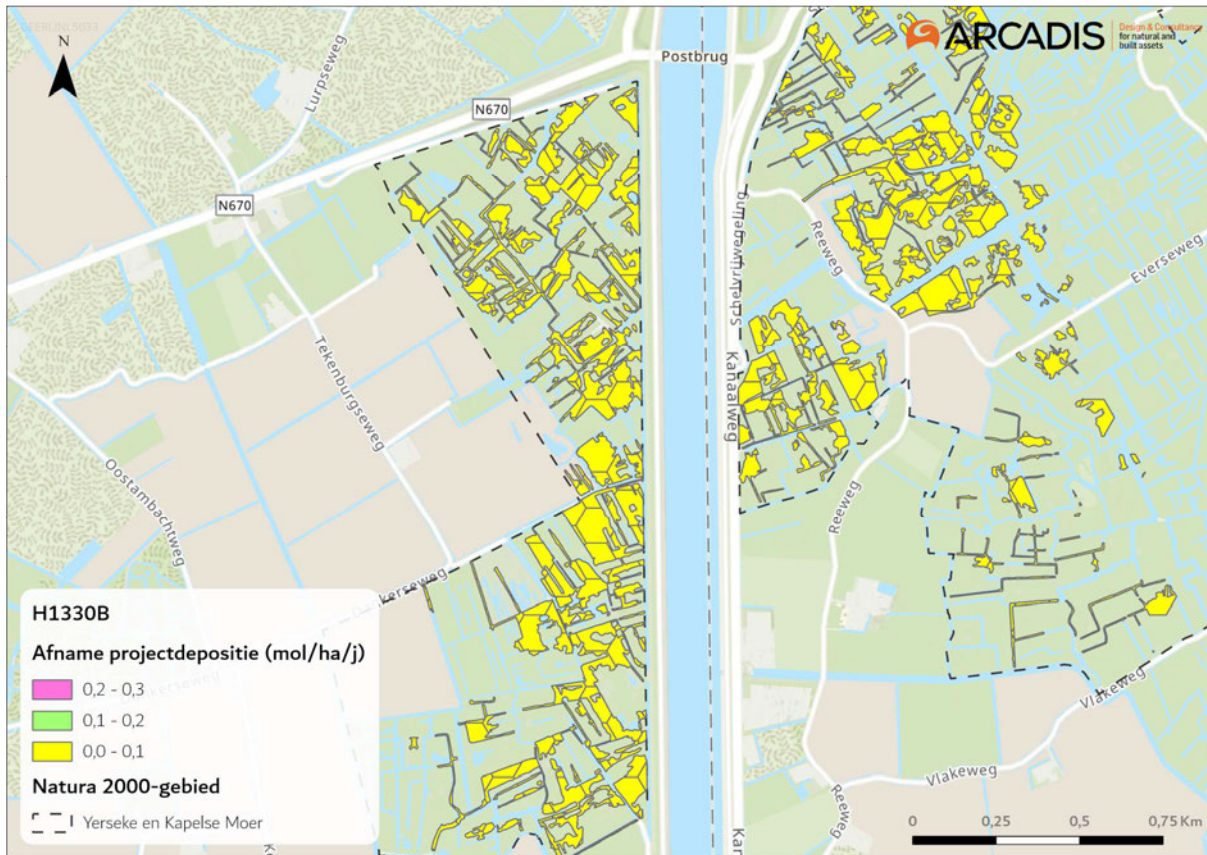 N
Lurpseweg
Postbrug
ARCADIS
Design & Consultancy
for natural and
built assets
N670
N670
Schaivrijwegeling
Reeweg
Everseweg
Tekenburgseweg
Kanaalweg
Oostambachtweg
Reeweg
Vlakeweg
Vlakeweg
Reeweg
H1330B
Afname projectdepositie (mol/ha/j)
0,2 - 0,3
0,1 - 0,2
0,0 - 0,1
Natura 2000-gebied
Yerseke en Kapelse Moer
0 0,25 0,5 0,75 Km